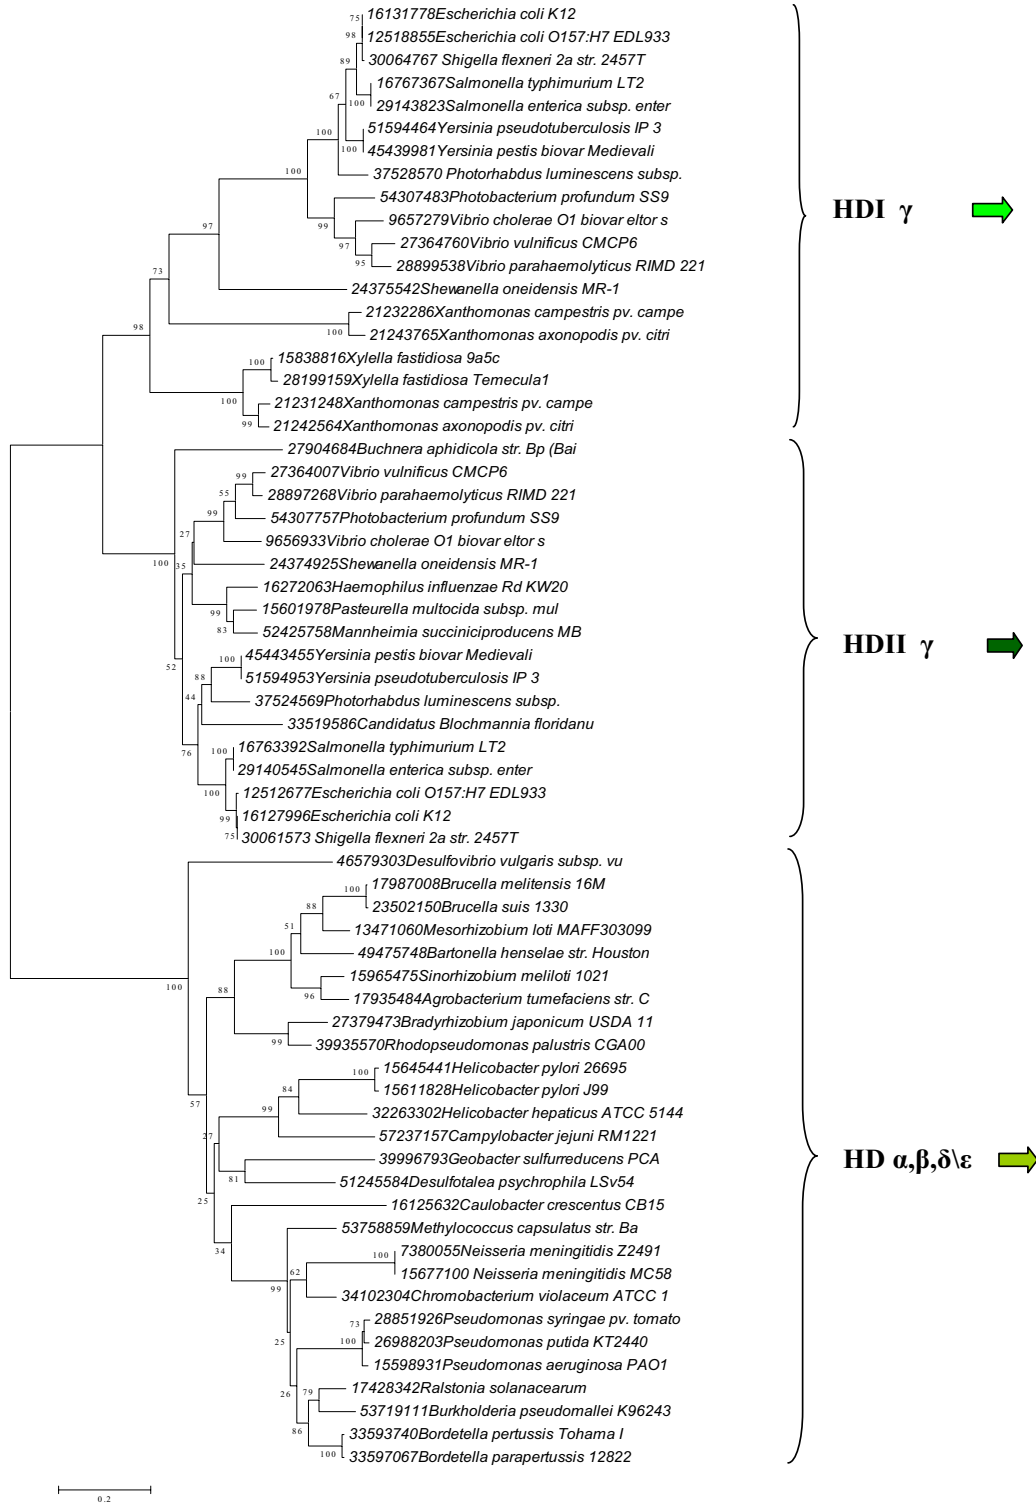 75
16131778Escherichia coli K12
98
12518855Escherichia coli O157:H7 EDL933
30064767 Shigella flexneri 2a str. 2457T
89
16767367Salmonella typhimurium LT2
67
100
29143823Salmonella enterica subsp. enter
51594464Yersinia pseudotuberculosis IP 3
100
100
45439981Yersinia pestis biovar Medievali
100
37528570 Photorhabdus luminescens subsp.
54307483Photobacterium profundum SS9
99
9657279Vibrio cholerae O1 biovar eltor s
97
97
27364760Vibrio vulnificus CMCP6
95
28899538Vibrio parahaemolyticus RIMD 221
HDI γ
73
24375542Shewanella oneidensis MR-1
21232286Xanthomonas campestris pv. campe
98
100
21243765Xanthomonas axonopodis pv. citri
100
15838816Xylella fastidiosa 9a5c
28199159Xylella fastidiosa Temecula1
100
21231248Xanthomonas campestris pv. campe
99
21242564Xanthomonas axonopodis pv. citri
27904684Buchnera aphidicola str. Bp (Bai
99
27364007Vibrio vulnificus CMCP6
55
28897268Vibrio parahaemolyticus RIMD 221
99
54307757Photobacterium profundum SS9
27
9656933Vibrio cholerae O1 biovar eltor s
100
35
24374925Shewanella oneidensis MR-1
16272063Haemophilus influenzae Rd KW20
99
15601978Pasteurella multocida subsp. mul
83
52425758Mannheimia succiniciproducens MB
HDII γ
52
100
45443455Yersinia pestis biovar Medievali
88
51594953Yersinia pseudotuberculosis IP 3
44
37524569Photorhabdus luminescens subsp.
33519586Candidatus Blochmannia floridanu
76
100
16763392Salmonella typhimurium LT2
29140545Salmonella enterica subsp. enter
100
12512677Escherichia coli O157:H7 EDL933
99
16127996Escherichia coli K12
75
30061573 Shigella flexneri 2a str. 2457T
46579303Desulfovibrio vulgaris subsp. vu
100
17987008Brucella melitensis 16M
88
23502150Brucella suis 1330
51
13471060Mesorhizobium loti MAFF303099
100
49475748Bartonella henselae str. Houston
15965475Sinorhizobium meliloti 1021
100
88
96
17935484Agrobacterium tumefaciens str. C
27379473Bradyrhizobium japonicum USDA 11
99
39935570Rhodopseudomonas palustris CGA00
100
15645441Helicobacter pylori 26695
84
15611828Helicobacter pylori J99
57
99
32263302Helicobacter hepaticus ATCC 5144
27
57237157Campylobacter jejuni RM1221
39996793Geobacter sulfurreducens PCA
81
51245584Desulfotalea psychrophila LSv54
HD α,β,δ\ε
25
16125632Caulobacter crescentus CB15
53758859Methylococcus capsulatus str. Ba
34
100
7380055Neisseria meningitidis Z2491
62
15677100 Neisseria meningitidis MC58
99
34102304Chromobacterium violaceum ATCC 1
73
28851926Pseudomonas syringae pv. tomato
25
100
26988203Pseudomonas putida KT2440
15598931Pseudomonas aeruginosa PAO1
26
79
17428342Ralstonia solanacearum
53719111Burkholderia pseudomallei K96243
86
33593740Bordetella pertussis Tohama I
100
33597067Bordetella parapertussis 12822
0.2